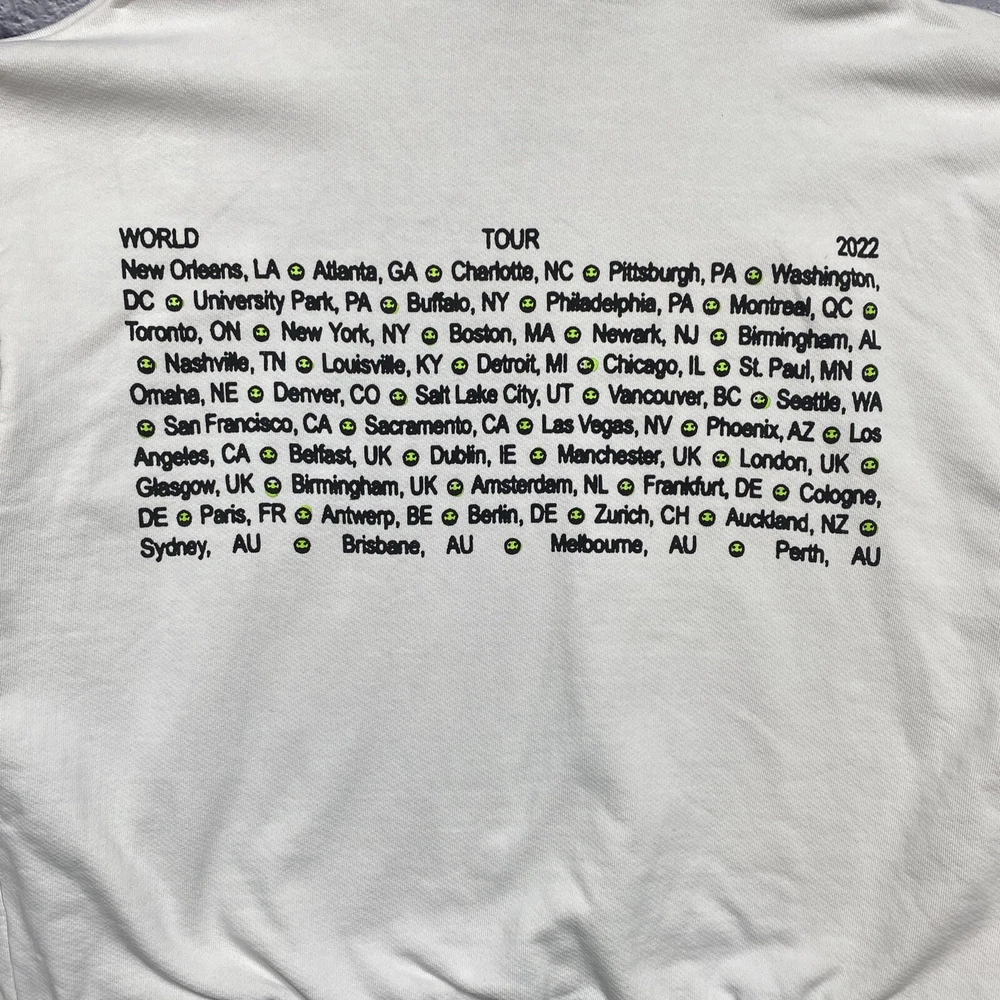 WORLD TOUR 2022
New Orleans, LA Atlanta, GA Charlotte, NC Pittsburgh, PA Washington,
DC University Park, PA Buffalo, NY Philadelphia, PA Montreal, QC
Toronto, ON New York, NY Boston, MA Newark, NJ Birmingham, AL
Nashville, TN Louisville, KY Detroit, MI Chicago, IL St. Paul, MN
Omaha, NE Denver, CO Salt Lake City, UT Vancouver, BC Seattle, WA
San Francisco, CA Sacramento, CA Las Vegas, NV Phoenix, AZ Los
Angeles, CA Belfast, UK Dublin, IE Manchester, UK London, UK
Glasgow, UK Birmingham, UK Amsterdam, NL Frankfurt, DE Cologne,
DE Paris, FR Antwerp, BE Berlin, DE Zurich, CH Auckland, NZ
Sydney, AU Brisbane, AU Melbourne, AU Perth, AU